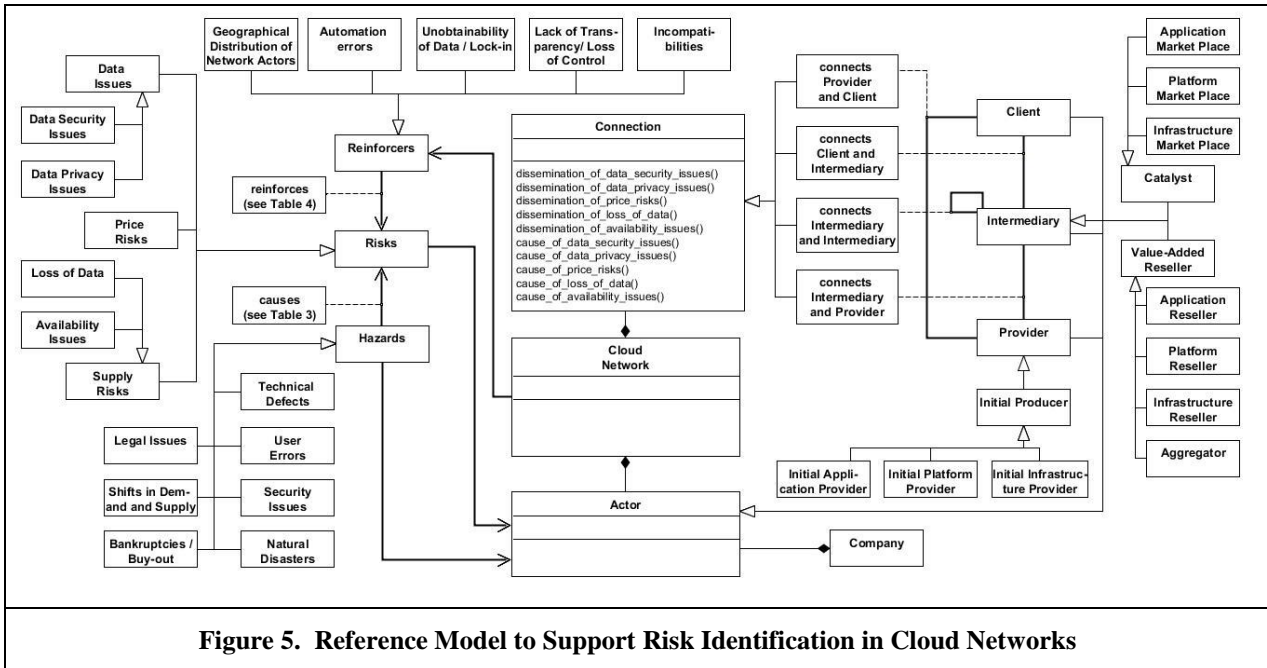 Geographical
Distribution of
Network Actors
Automation
errors
Unobtainability
of Data / Lock-in
Lack of Trans-
parency/ Loss
of Control
Incompati-
bilities
Data
Issues
Data Security
Issues
Data Privacy
Issues
Price
Risks
Loss of Data
Availability
Issues
Supply
Risks
Reinforcers
reinforces
(see Table 4)
Risks
causes
(see Table 3)
Hazards
Technical
Defects
Legal Issues
User
Errors
Shifts in Dem-
and and Supply
Security
Issues
Bankruptcies /
Buy-out
Natural
Disasters
Connection
dissemination_of_data_security_issues()
dissemination_of_data_privacy_issues()
dissemination_of_price_risks()
dissemination_of_loss_of_data()
dissemination_of_availability_issues()
cause_of_data_security_issues()
cause_of_data_privacy_issues()
cause_of_price_risks()
cause_of_loss_of_data()
cause_of_availability_issues()
Cloud
Network
Actor
Company
connects
Provider
and Client
connects
Client and
Intermediary
connects
Intermediary
and Intermediary
connects
Intermediary
and Provider
Client
Intermediary
Provider
Initial Producer
Initial Appli-
cation Provider
Initial Platform
Provider
Initial Infrastruc-
ture Provider
Application
Market Place
Platform
Market Place
Infrastructure
Market Place
Catalyst
Value-Added
Reseller
Application
Reseller
Platform
Reseller
Infrastructure
Reseller
Aggregator
Figure 5. Reference Model to Support Risk Identification in Cloud Networks